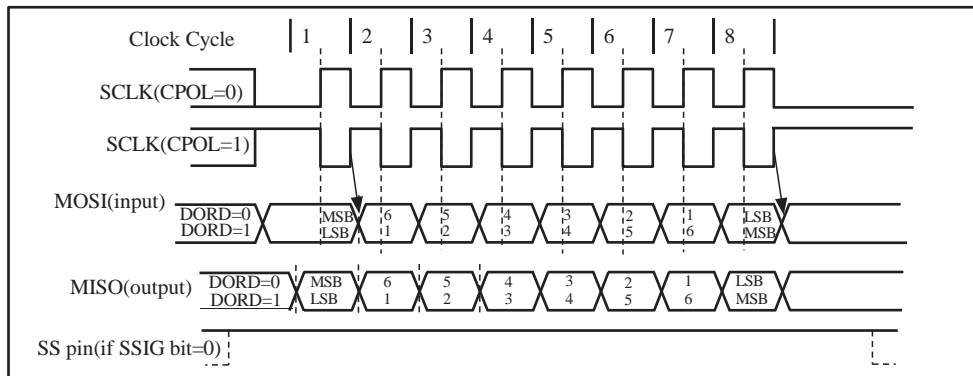 Clock Cycle 1 2 3 4 5 6 7 8
SCLK(CPOL=0)
SCLK(CPOL=1)
MOSI(input)
DORD=0 MSB 6 5 4 3 2 1 LSB
DORD=1 LSB 1 2 3 4 5 6 MSB
MISO(output)
DORD=0 MSB 6 5 4 3 2 1 LSB
DORD=1 LSB 1 2 3 4 5 6 MSB
SS pin(if SSIG bit=0)